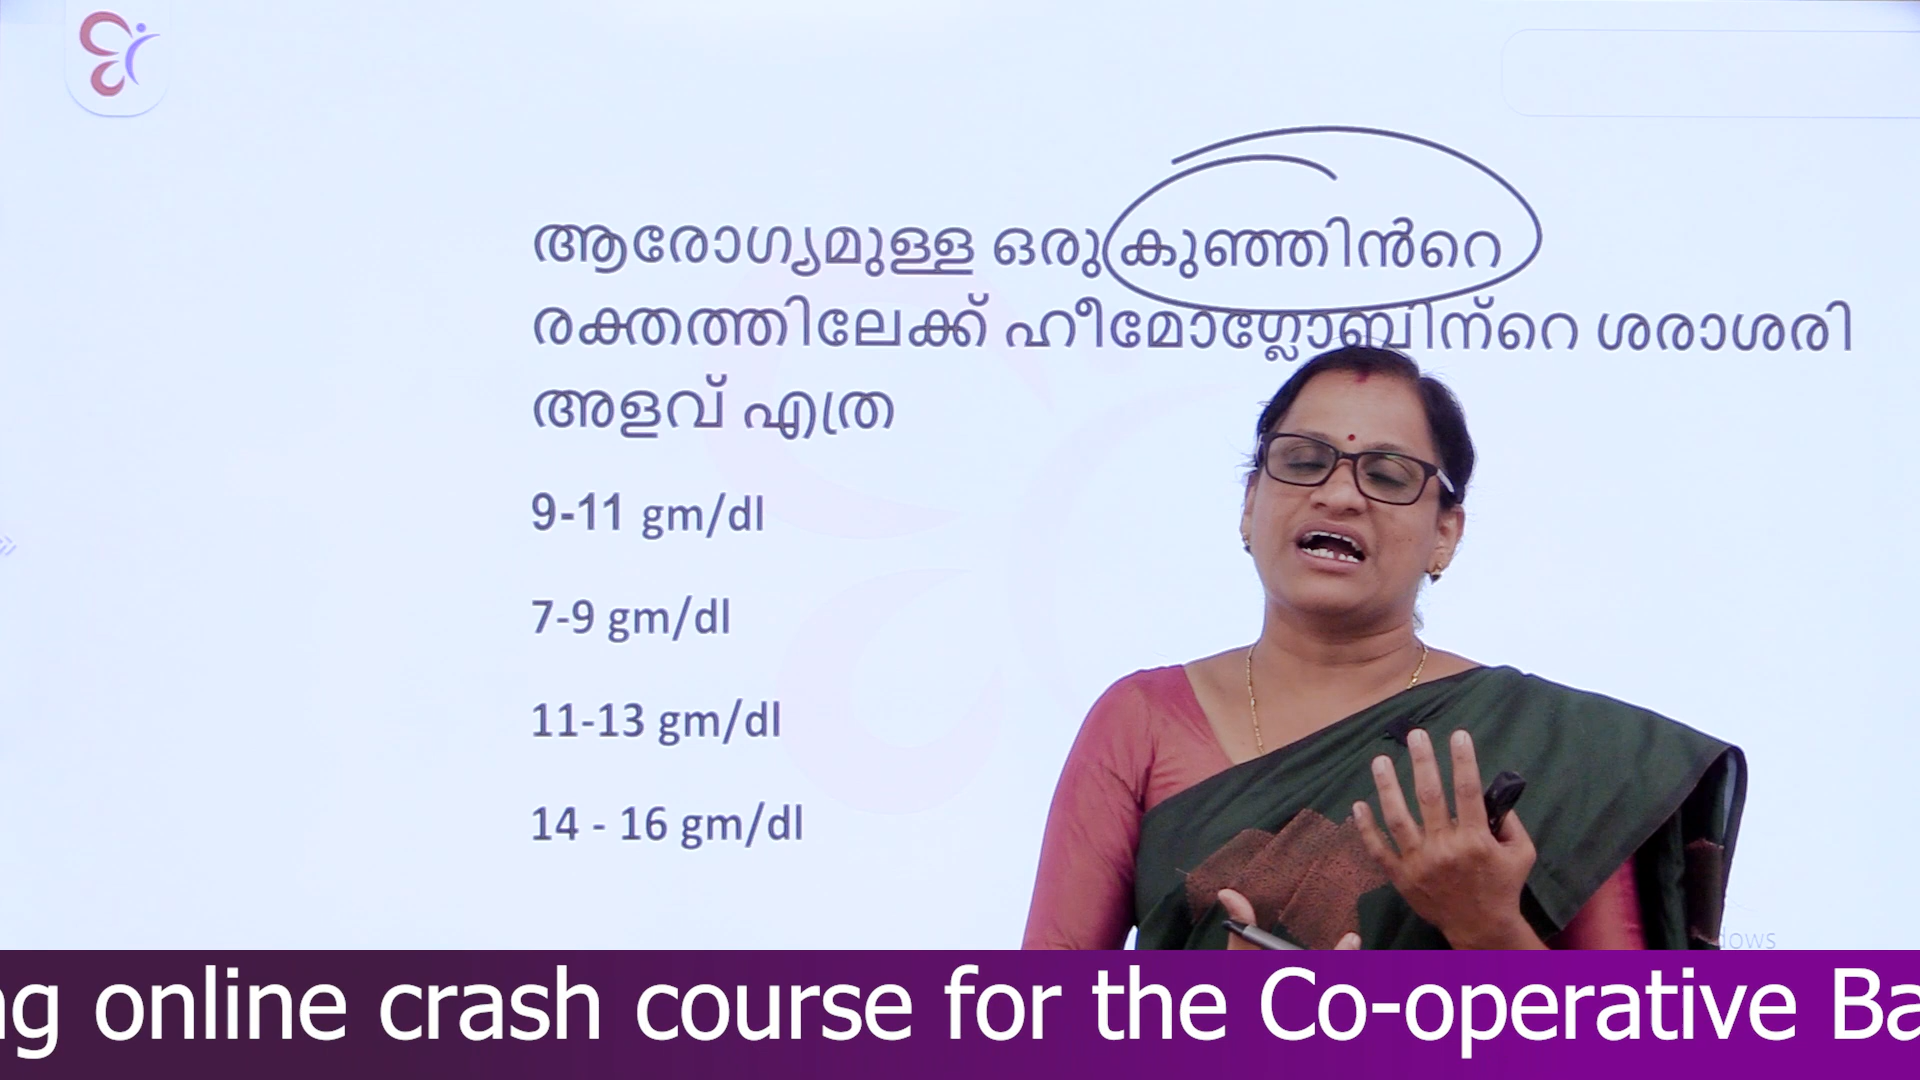 ആരോഗ്യമുള്ള ഒരു കുഞ്ഞിൻറെ
രക്തത്തിലേക്ക് ഹീമോഗ്ലോബിന്റെ ശരാശരി
അളവ് എത്ര
9-11 gm/dl
7-9 gm/dl
11-13 gm/dl
14 - 16 gm/dl
ng online crash course for the Co-operative Ba